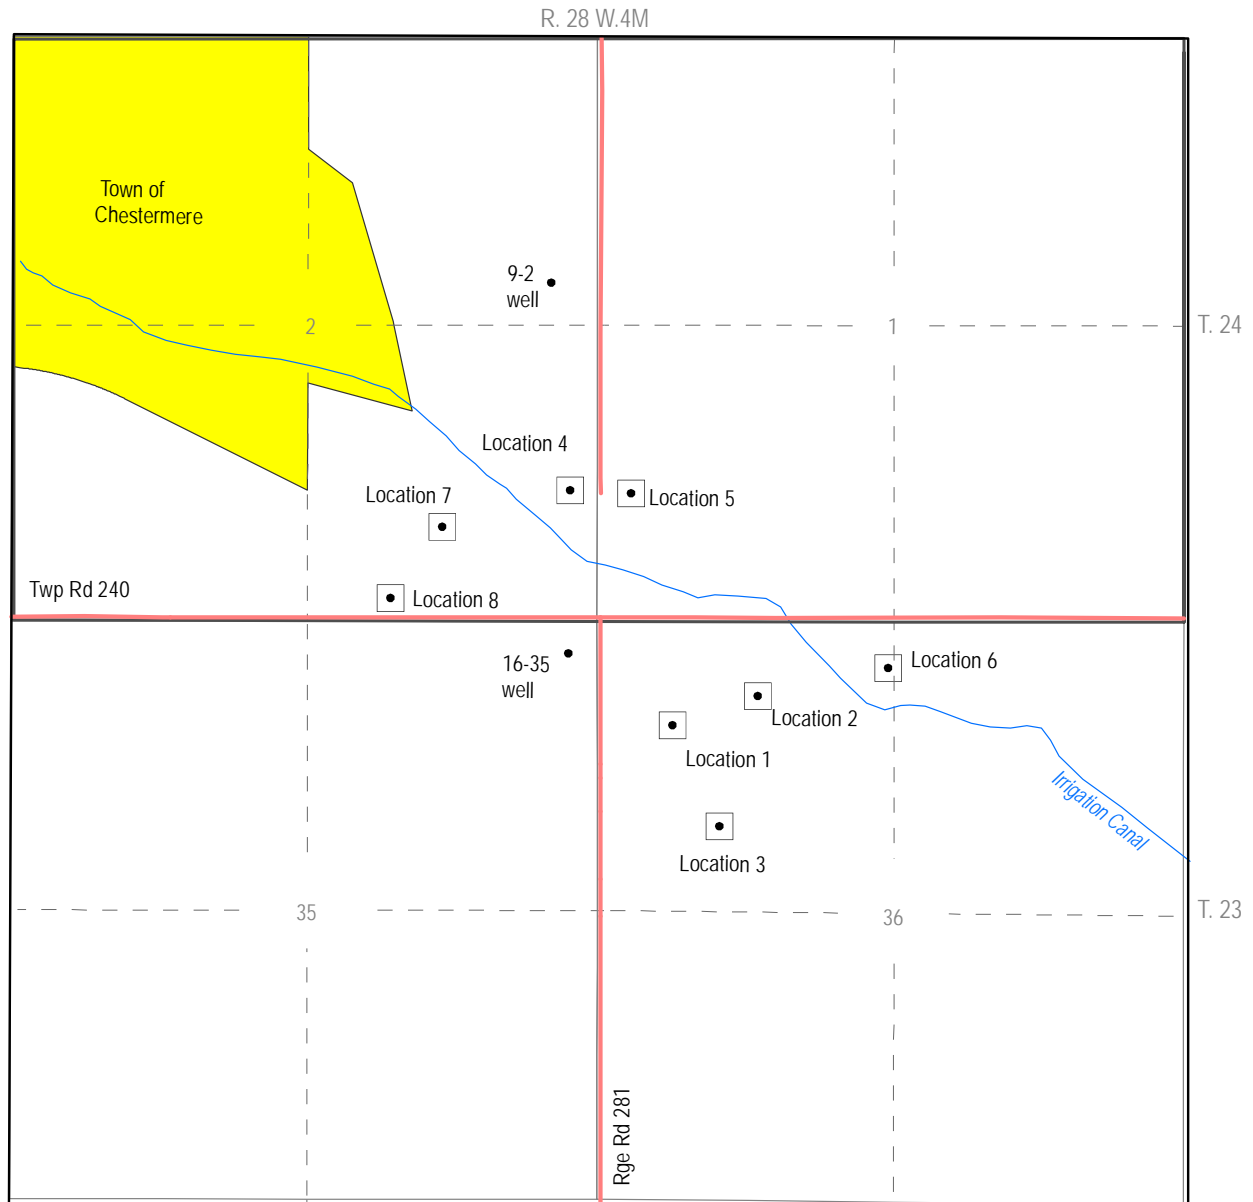 R. 28 W.4M
Town of
Chestermere
9-2
well
2
1
T. 24
Location 4
Location 7
Location 5
Twp Rd 240
Location 8
16-35
well
Location 6
Location 2
Location 1
Irrigation Canal
Location 3
35
36
T. 23
Rge Rd 281